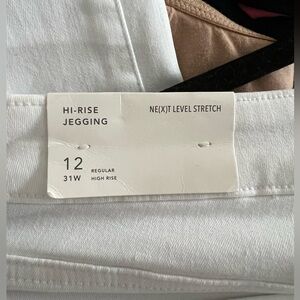 HI-RISE
JEGGING
NE(X)T LEVEL STRETCH
12
31W
REGULAR
HIGH RISE